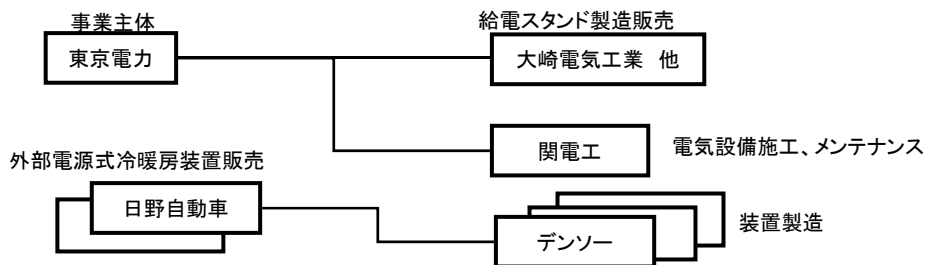 事業主体
給電スタンド製造販売
東京電力
大崎電気工業 他
関電工
電気設備施工、メンテナンス
外部電源式冷暖房装置販売
日野自動車
デンソー
装置製造